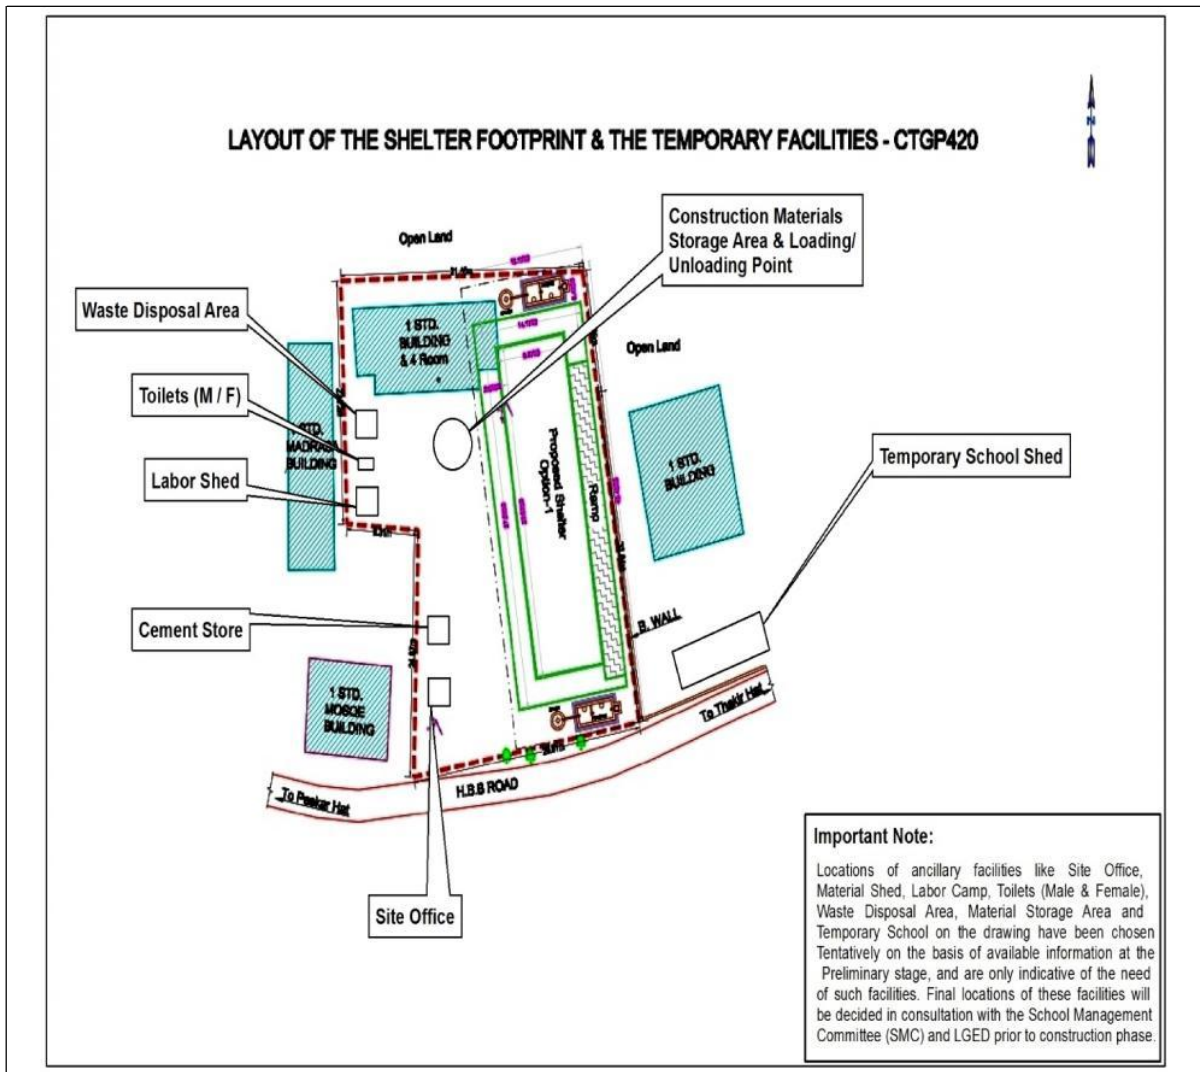 LAYOUT OF THE SHELTER FOOTPRINT & THE TEMPORARY FACILITIES - CTGP420
N
Construction Materials
Storage Area & Loading/
Unloading Point
Open Land
Waste Disposal Area
1 STD.
BUILDING
& 4 Room
Open Land
Toilets (M / F)
STD.
MADRASA
BUILDING
Labor Shed
Proposed Shelter
Option-1
Ramp
1 STD.
BUILDING
Temporary School Shed
Cement Store
B. WALL
1 STD.
MOSQE
BUILDING
To Thakir Hat
H.B.B ROAD
To Peskar Hat
Site Office
Important Note:
Locations of ancillary facilities like Site Office,
Material Shed, Labor Camp, Toilets (Male & Female),
Waste Disposal Area, Material Storage Area and
Temporary School on the drawing have been chosen
Tentatively on the basis of available information at the
Preliminary stage, and are only indicative of the need
of such facilities. Final locations of these facilities will
be decided in consultation with the School Management
Committee (SMC) and LGED prior to construction phase.